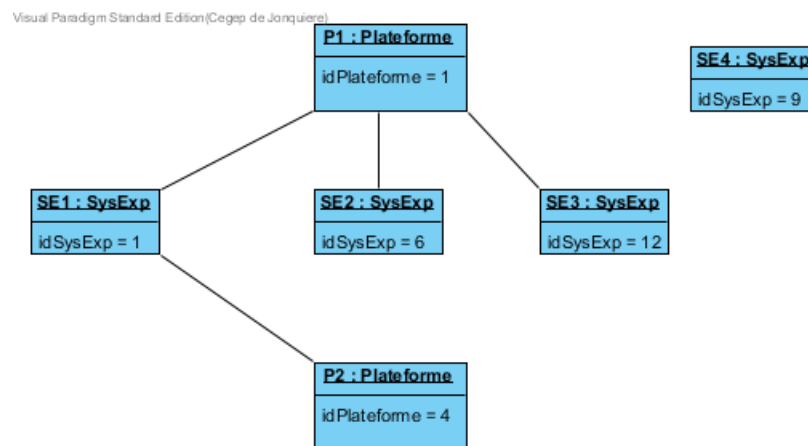 Visual Paradigm Standard Edition(Cegep de Jonquiere)
P1 : Plateforme
idPlateforme = 1
SE4 : SysExp
idSysExp = 9
SE1 : SysExp
idSysExp = 1
SE2 : SysExp
idSysExp = 6
SE3 : SysExp
idSysExp = 12
P2 : Plateforme
idPlateforme = 4